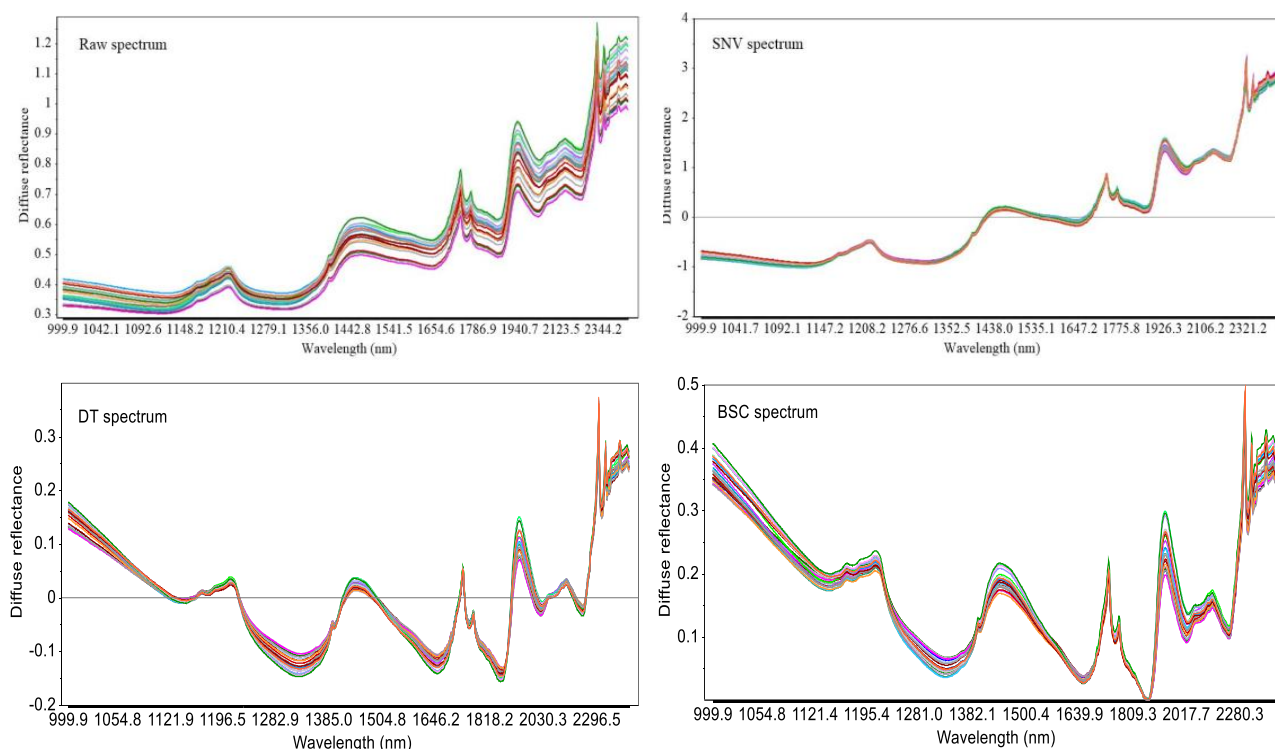 Raw spectrum
Diffuse reflectance
1.2
1.1
1
0.9
0.8
0.7
0.6
0.5
0.4
0.3
999.9 1042.1 1092.6 1148.2 1210.4 1279.1 1356.0 1442.8 1541.5 1654.6 1786.9 1940.7 2123.5 2344.2
Wavelength (nm)
SNV spectrum
Diffuse reflectance
4
3
2
1
0
-1
-2
999.9 1041.7 1092.1 1147.2 1208.2 1276.6 1352.5 1438.0 1535.1 1647.2 1775.8 1926.3 2106.2 2321.2
Wavelength (nm)
DT spectrum
Diffuse reflectance
0.3
0.2
0.1
0
-0.1
-0.2
999.9 1054.8 1121.9 1196.5 1282.9 1385.0 1504.8 1646.2 1818.2 2030.3 2296.5
Wavelength (nm)
BSC spectrum
Diffuse reflectance
0.5
0.4
0.3
0.2
0.1
999.9 1054.8 1121.4 1195.4 1281.0 1382.1 1500.4 1639.9 1809.3 2017.7 2280.3
Wavelength (nm)